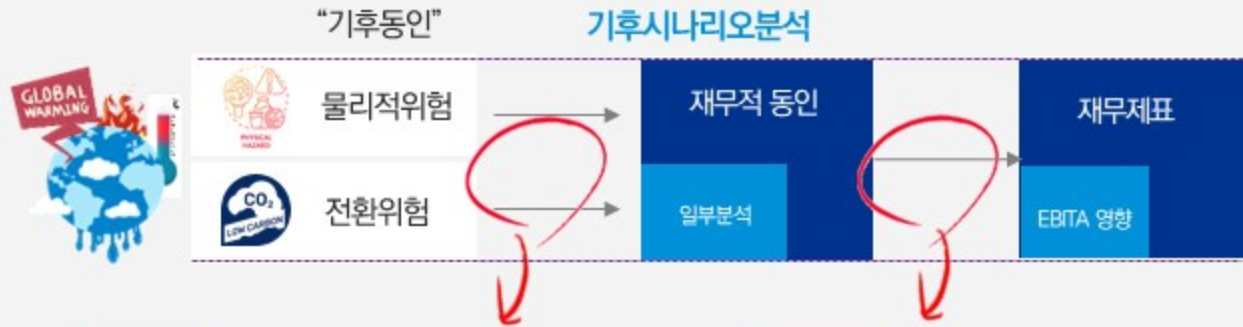 “기후동인”
기후시나리오분석
GLOBAL
WARMING
PHYSICAL
HAZARD
물리적위험
재무적 동인
재무제표
CO₂
LOW CARBON
전환위험
일부분석
EBITA 영향